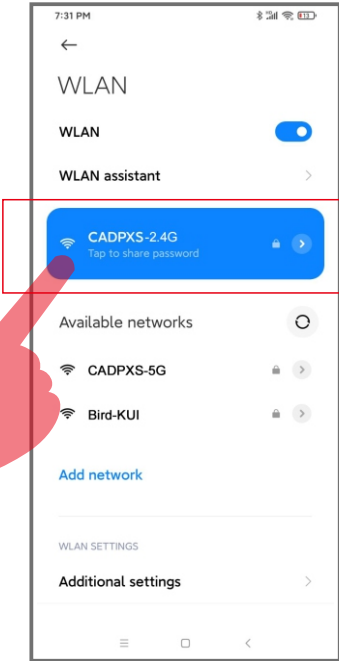 7:31 PM
WLAN
WLAN
WLAN assistant
CADPXS-2.4G
Tap to share password
Available networks
CADPXS-5G
Bird-KUI
Add network
WLAN SETTINGS
Additional settings